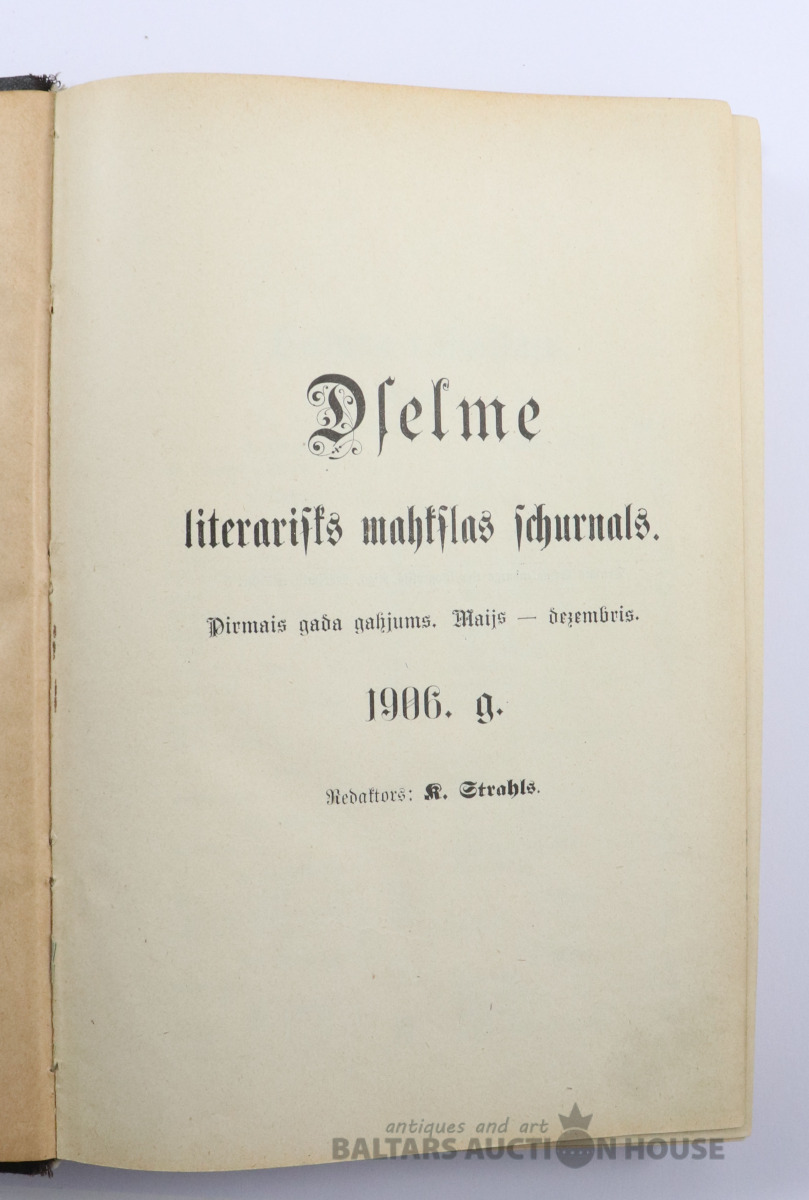 Dſelme
literariſks mahkſlas ſchurnals.
Pirmais gada gahjums. Maijs — dezembris.
1906. g.
Redaktors: K. Strahls.
antiques and art
BALTARS AUCTION HOUSE